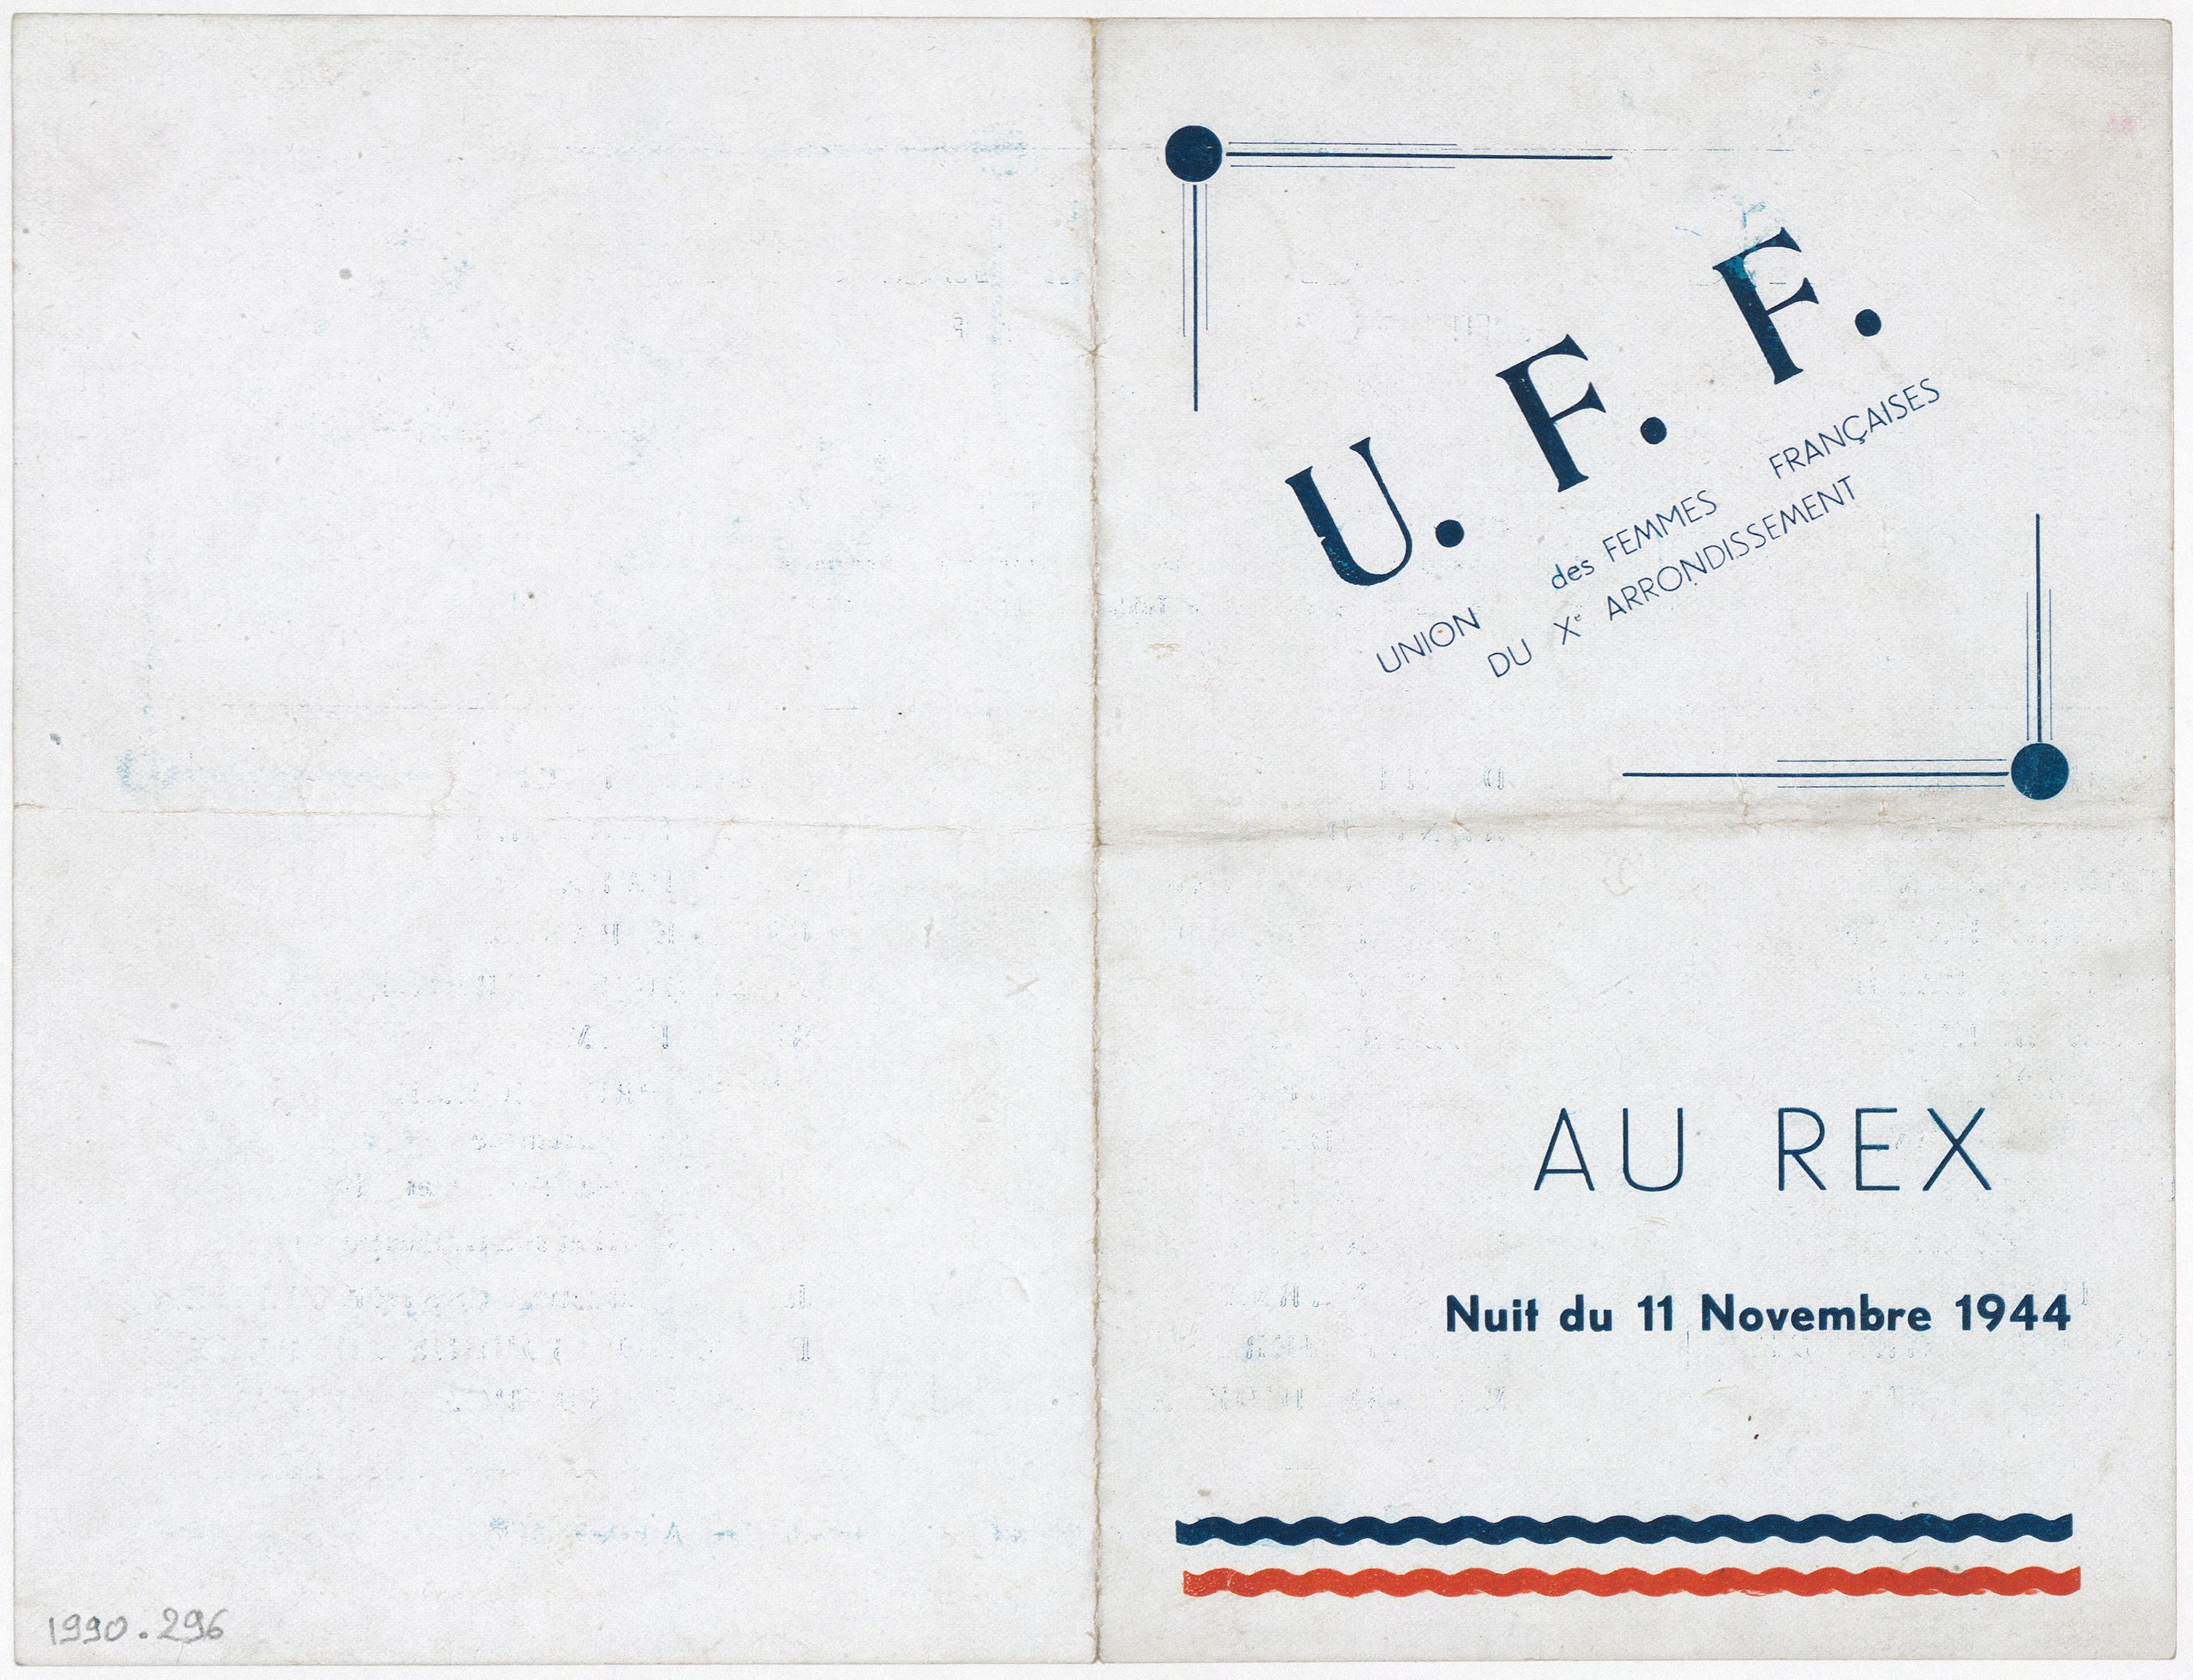 U. F. F.
UNION des FEMMES FRANÇAISES
DU Xe ARRONDISSEMENT
AU REX
Nuit du 11 Novembre 1944
1990.296